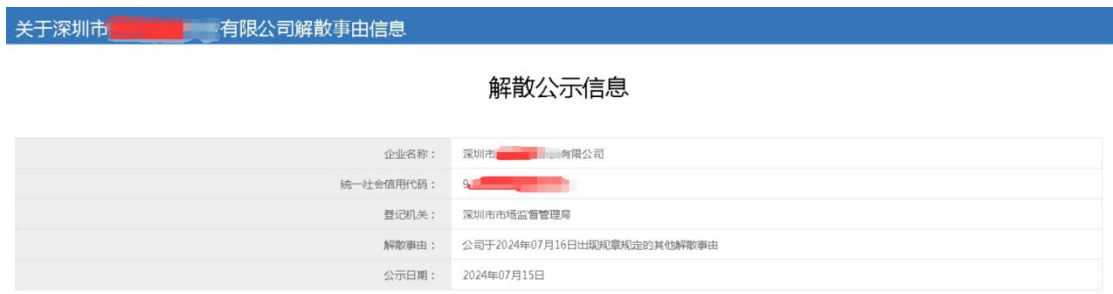 关于深圳市 有限公司解散事由信息
解散公示信息
企业名称： 深圳市 有限公司
统一社会信用代码： 9
登记机关： 深圳市市场监督管理局
解散事由： 公司于2024年07月16日出现规章规定的其他解散事由
公示日期： 2024年07月15日